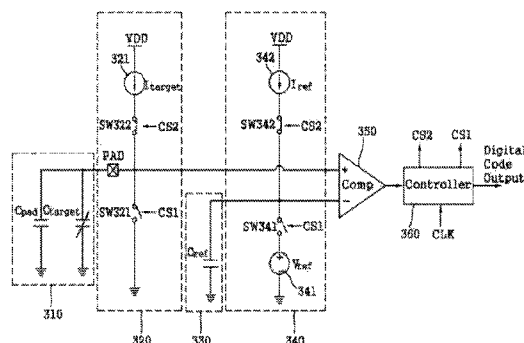 VDD
VDD
321
342
Itarget
Iref
SW322
CS2
SW342
CS2
350
CS2
CS1
Digital
Code
Output
PAD
+
Comp
−
Controller
Cpad
Ctarget
SW321
CS1
Cref
SW341
CS1
360
CLK
Vref
341
310
320
330
340